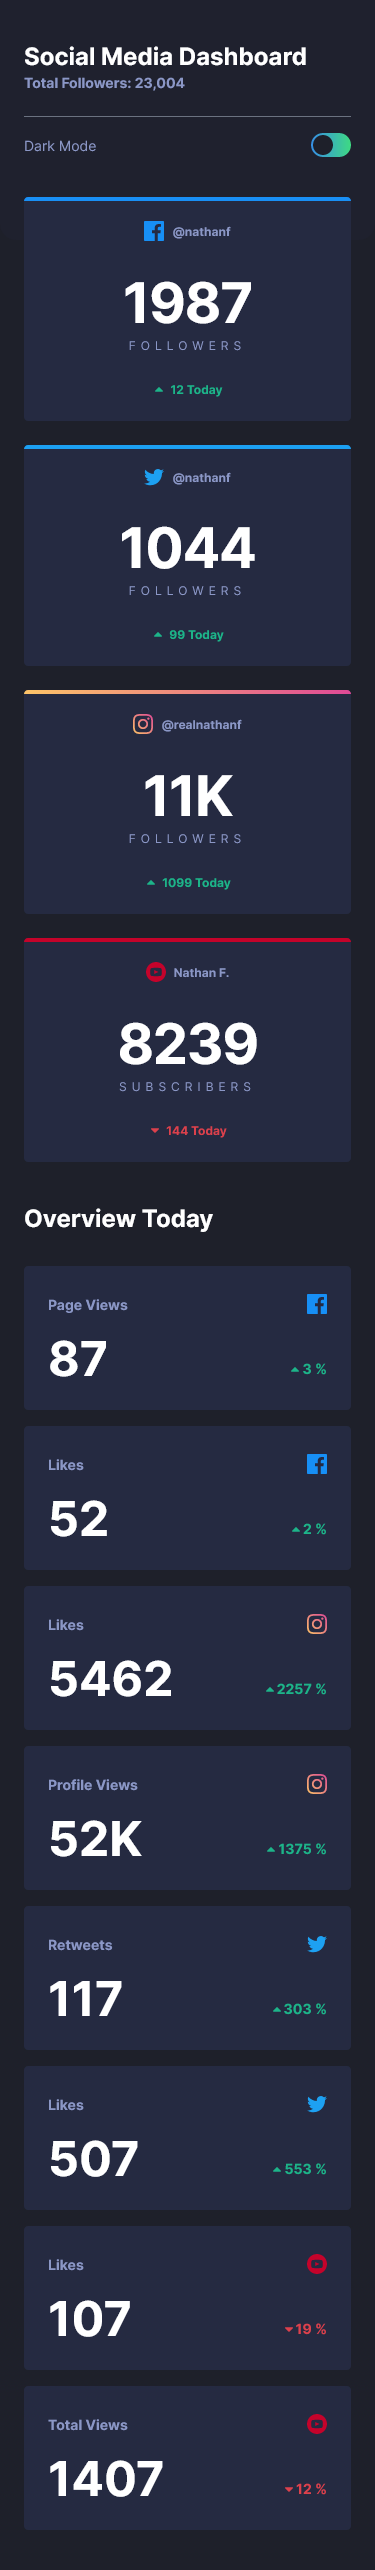 Social Media Dashboard
Total Followers: 23,004
Dark Mode
@nathanf
1987
FOLLOWERS
12 Today
@nathanf
1044
FOLLOWERS
99 Today
@realnathanf
11K
FOLLOWERS
1099 Today
Nathan F.
8239
SUBSCRIBERS
144 Today
Overview Today
Page Views
87
3 %
Likes
52
2 %
Likes
5462
2257 %
Profile Views
52K
1375 %
Retweets
117
303 %
Likes
507
553 %
Likes
107
19 %
Total Views
1407
12 %